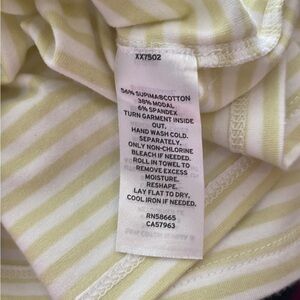 XX7502
56% SUPIMA®COTTON
38% MODAL
6% SPANDEX
TURN GARMENT INSIDE
OUT.
HAND WASH COLD.
SEPARATELY.
ONLY NON-CHLORINE
BLEACH IF NEEDED.
ROLL IN TOWEL TO
REMOVE EXCESS
MOISTURE.
RESHAPE.
LAY FLAT TO DRY.
COOL IRON IF NEEDED.
RN58665
CA57963